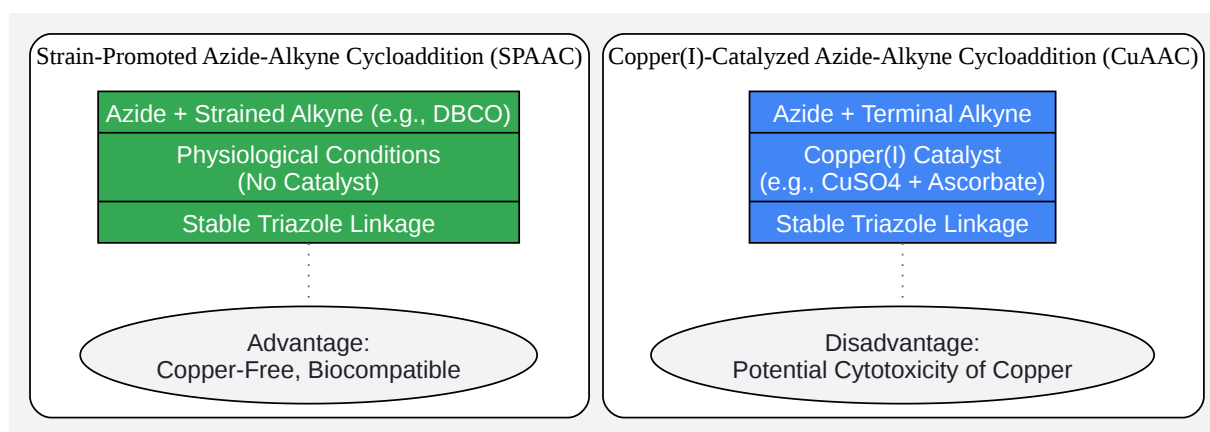 Strain-Promoted Azide-Alkyne Cycloaddition (SPAAC)
Azide + Strained Alkyne (e.g., DBCO)
Physiological Conditions
(No Catalyst)
Stable Triazole Linkage
Advantage:
Copper-Free, Biocompatible
Copper(I)-Catalyzed Azide-Alkyne Cycloaddition (CuAAC)
Azide + Terminal Alkyne
Copper(I) Catalyst
(e.g., CuSO4 + Ascorbate)
Stable Triazole Linkage
Disadvantage:
Potential Cytotoxicity of Copper